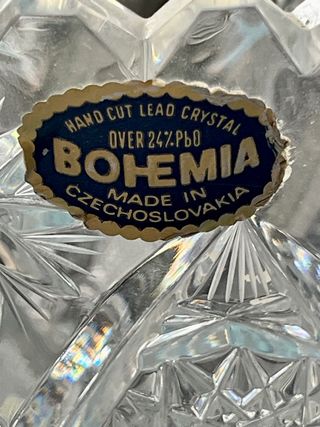 HAND CUT LEAD CRYSTAL
OVER 24% PbO
BOHEMIA
MADE IN
CZECHOSLOVAKIA